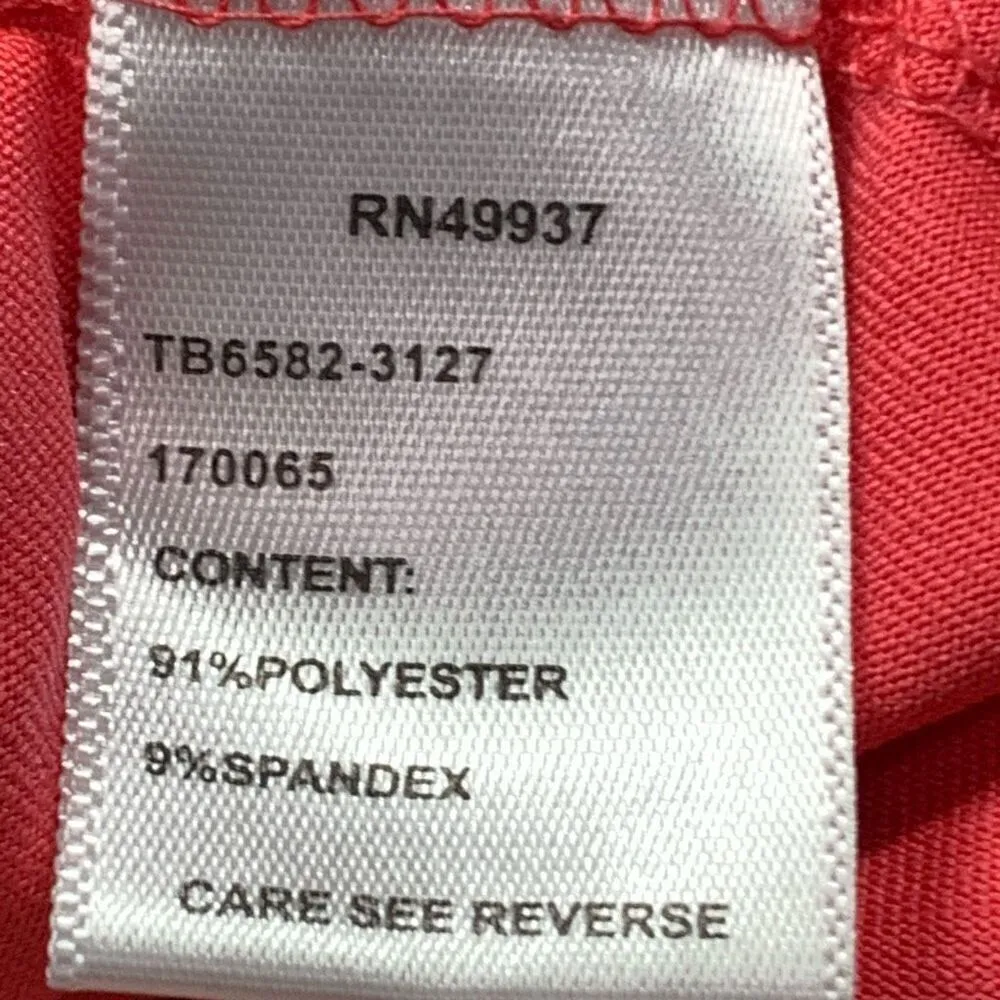 RN49937
TB6582-3127
170065
CONTENT:
91%POLYESTER
9%SPANDEX
CARE SEE REVERSE